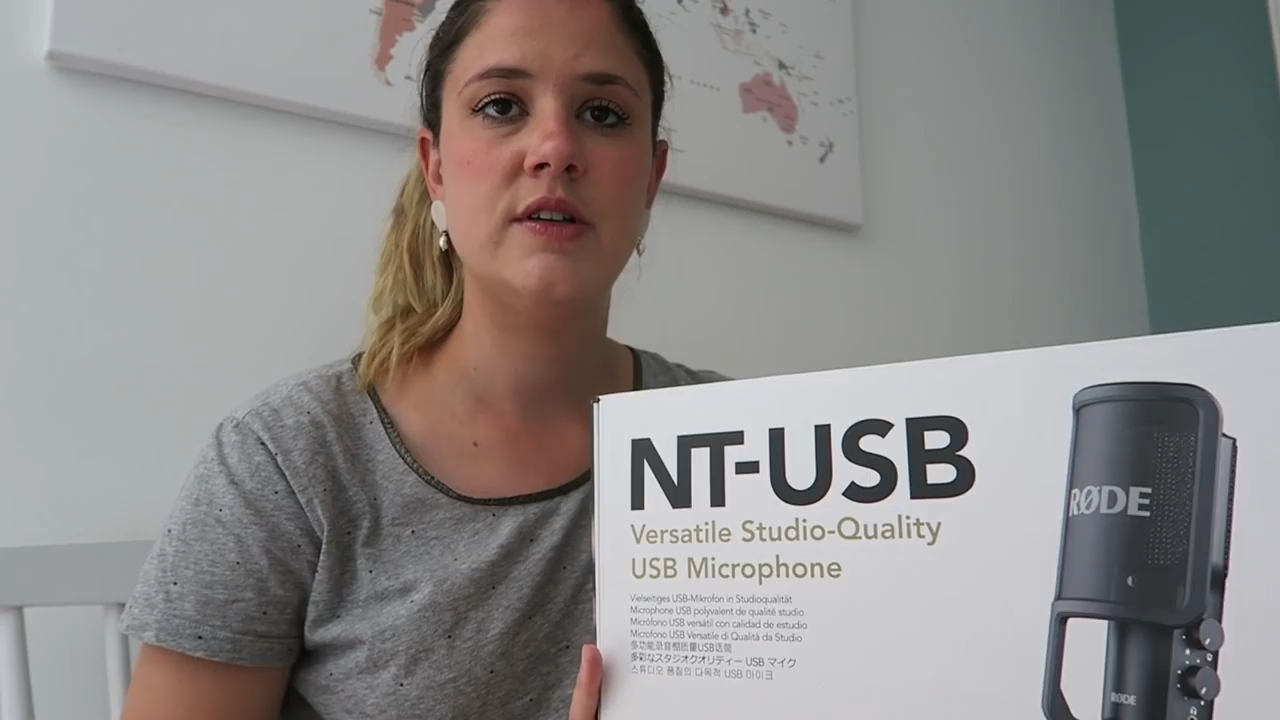 NT-USB
Versatile Studio-Quality
USB Microphone
Vielseitiges USB-Mikrofon in Studioqualität
Microphone USB polyvalent de qualité studio
Micrófono USB versátil con calidad de estudio
Microfono USB Versatile di Qualità da Studio
多功能录音棚质量USB话筒
多彩なスタジオクオリティー USB マイク
스튜디오 품질의 다목적 USB 마이크
RØDE
RØDE